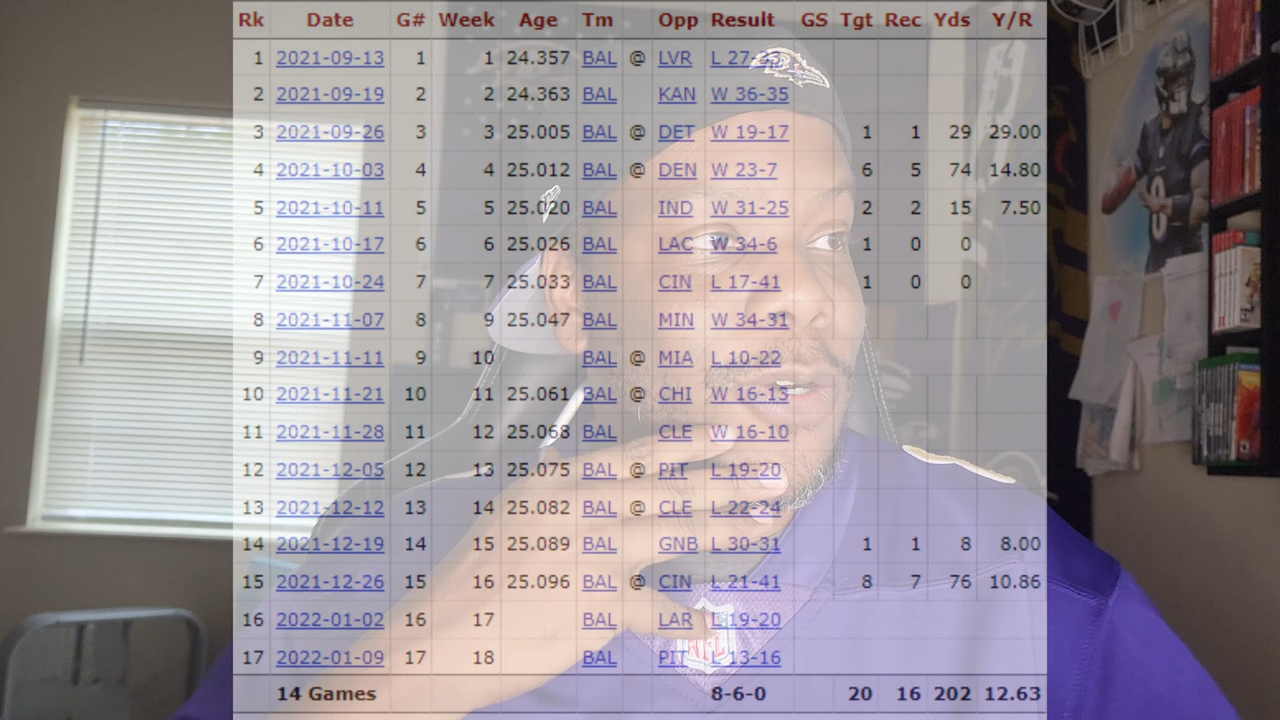 Rk Date G# Week Age Tm Opp Result GS Tgt Rec Yds Y/R
1 2021-09-13 1 1 24.357 BAL @ LVR L 27-
2 2021-09-19 2 2 24.363 BAL KAN W 36-35
3 2021-09-26 3 3 25.005 BAL @ DET W 19-17 1 1 29 29.00
4 2021-10-03 4 4 25.012 BAL @ DEN W 23-7 6 5 74 14.80
5 2021-10-11 5 5 25.020 BAL IND W 31-25 2 2 15 7.50
6 2021-10-17 6 6 25.026 BAL LAC W 34-6 1 0 0
7 2021-10-24 7 7 25.033 BAL CIN L 17-41 1 0 0
8 2021-11-07 8 9 25.047 BAL MIN W 34-31
9 2021-11-11 9 10 BAL @ MIA L 10-22
10 2021-11-21 10 11 25.061 BAL @ CHI W 16-13
11 2021-11-28 11 12 25.068 BAL CLE W 16-10
12 2021-12-05 12 13 25.075 BAL @ PIT L 19-20
13 2021-12-12 13 14 25.082 BAL @ CLE L 22-24
14 2021-12-19 14 15 25.089 BAL GNB L 30-31 1 1 8 8.00
15 2021-12-26 15 16 25.096 BAL @ CIN L 21-41 8 7 76 10.86
16 2022-01-02 16 17 BAL LAR L 19-20
17 2022-01-09 17 18 BAL PIT L 13-16
14 Games 8-6-0 20 16 202 12.63
8
NFL